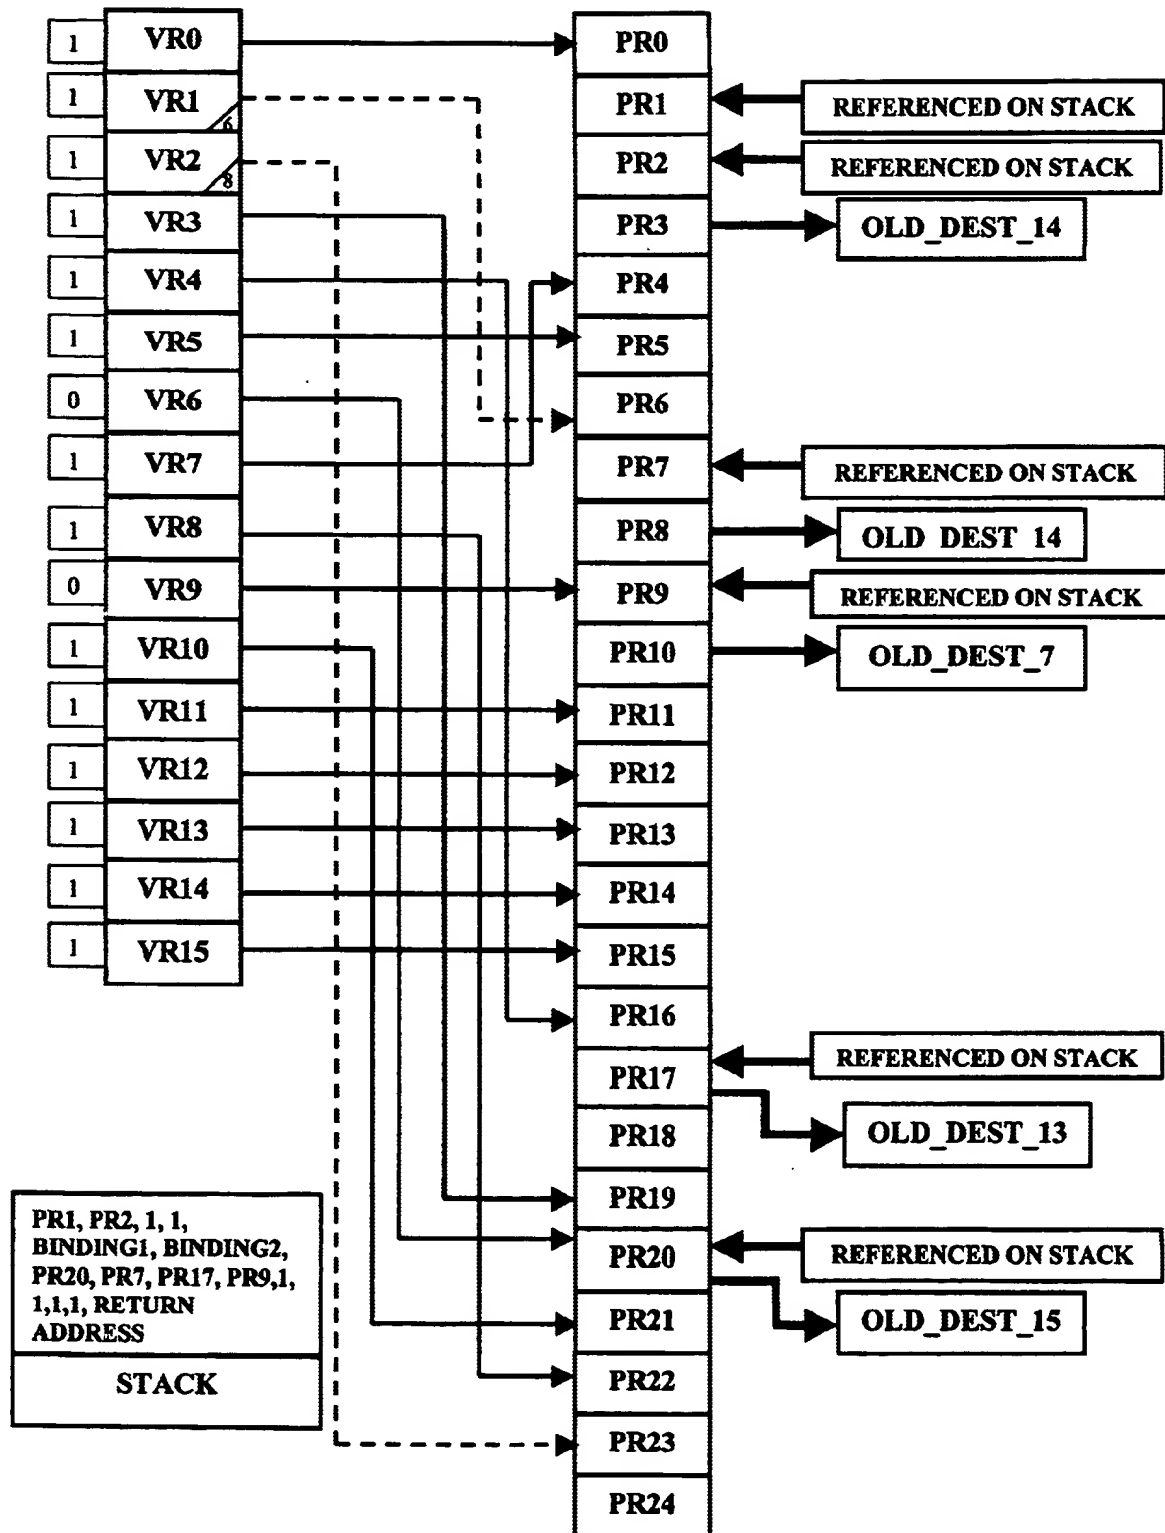 1 VR0 PR0
1 VR1 PR1 REFERENCED ON STACK
6
1 VR2 PR2 REFERENCED ON STACK
8
1 VR3 PR3 OLD_DEST_14
1 VR4 PR4
1 VR5 PR5
0 VR6 PR6
1 VR7 PR7 REFERENCED ON STACK
1 VR8 PR8 OLD DEST 14
0 VR9 PR9 REFERENCED ON STACK
1 VR10 PR10 OLD_DEST_7
1 VR11 PR11
1 VR12 PR12
1 VR13 PR13
1 VR14 PR14
1 VR15 PR15
PR16
PR17 REFERENCED ON STACK
PR18 OLD_DEST_13
PR19
PR20 REFERENCED ON STACK
PR21 OLD_DEST_15
PR22
PR23
PR24
PR1, PR2, 1, 1,
BINDING1, BINDING2,
PR20, PR7, PR17, PR9,1,
1,1,1, RETURN
ADDRESS
STACK